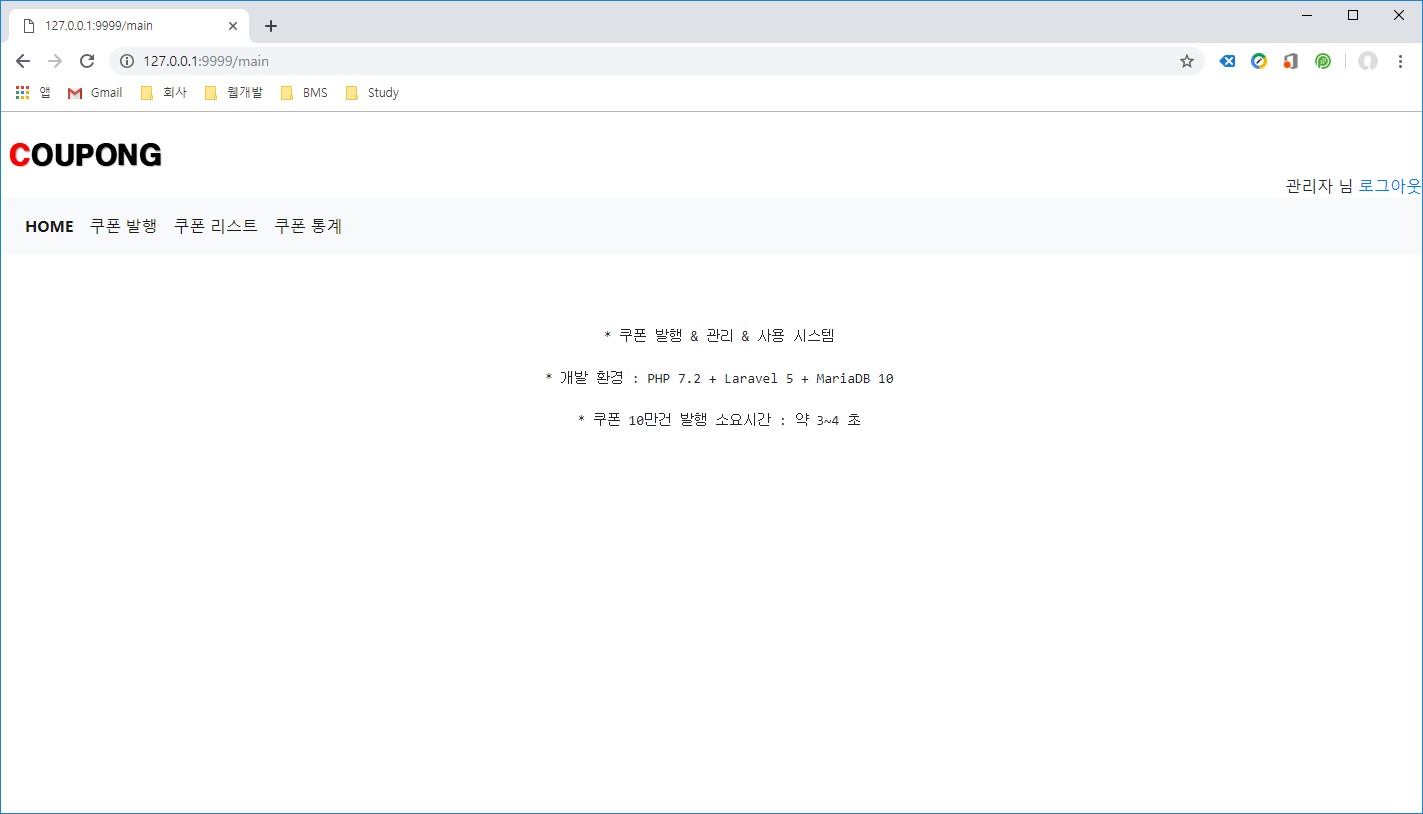 127.0.0.1:9999/main
127.0.0.1:9999/main
앱 Gmail 회사 웹개발 BMS Study
COUPONG
관리자 님 로그아웃
HOME 쿠폰 발행 쿠폰 리스트 쿠폰 통계
* 쿠폰 발행 & 관리 & 사용 시스템
* 개발 환경 : PHP 7.2 + Laravel 5 + MariaDB 10
* 쿠폰 10만건 발행 소요시간 : 약 3~4 초